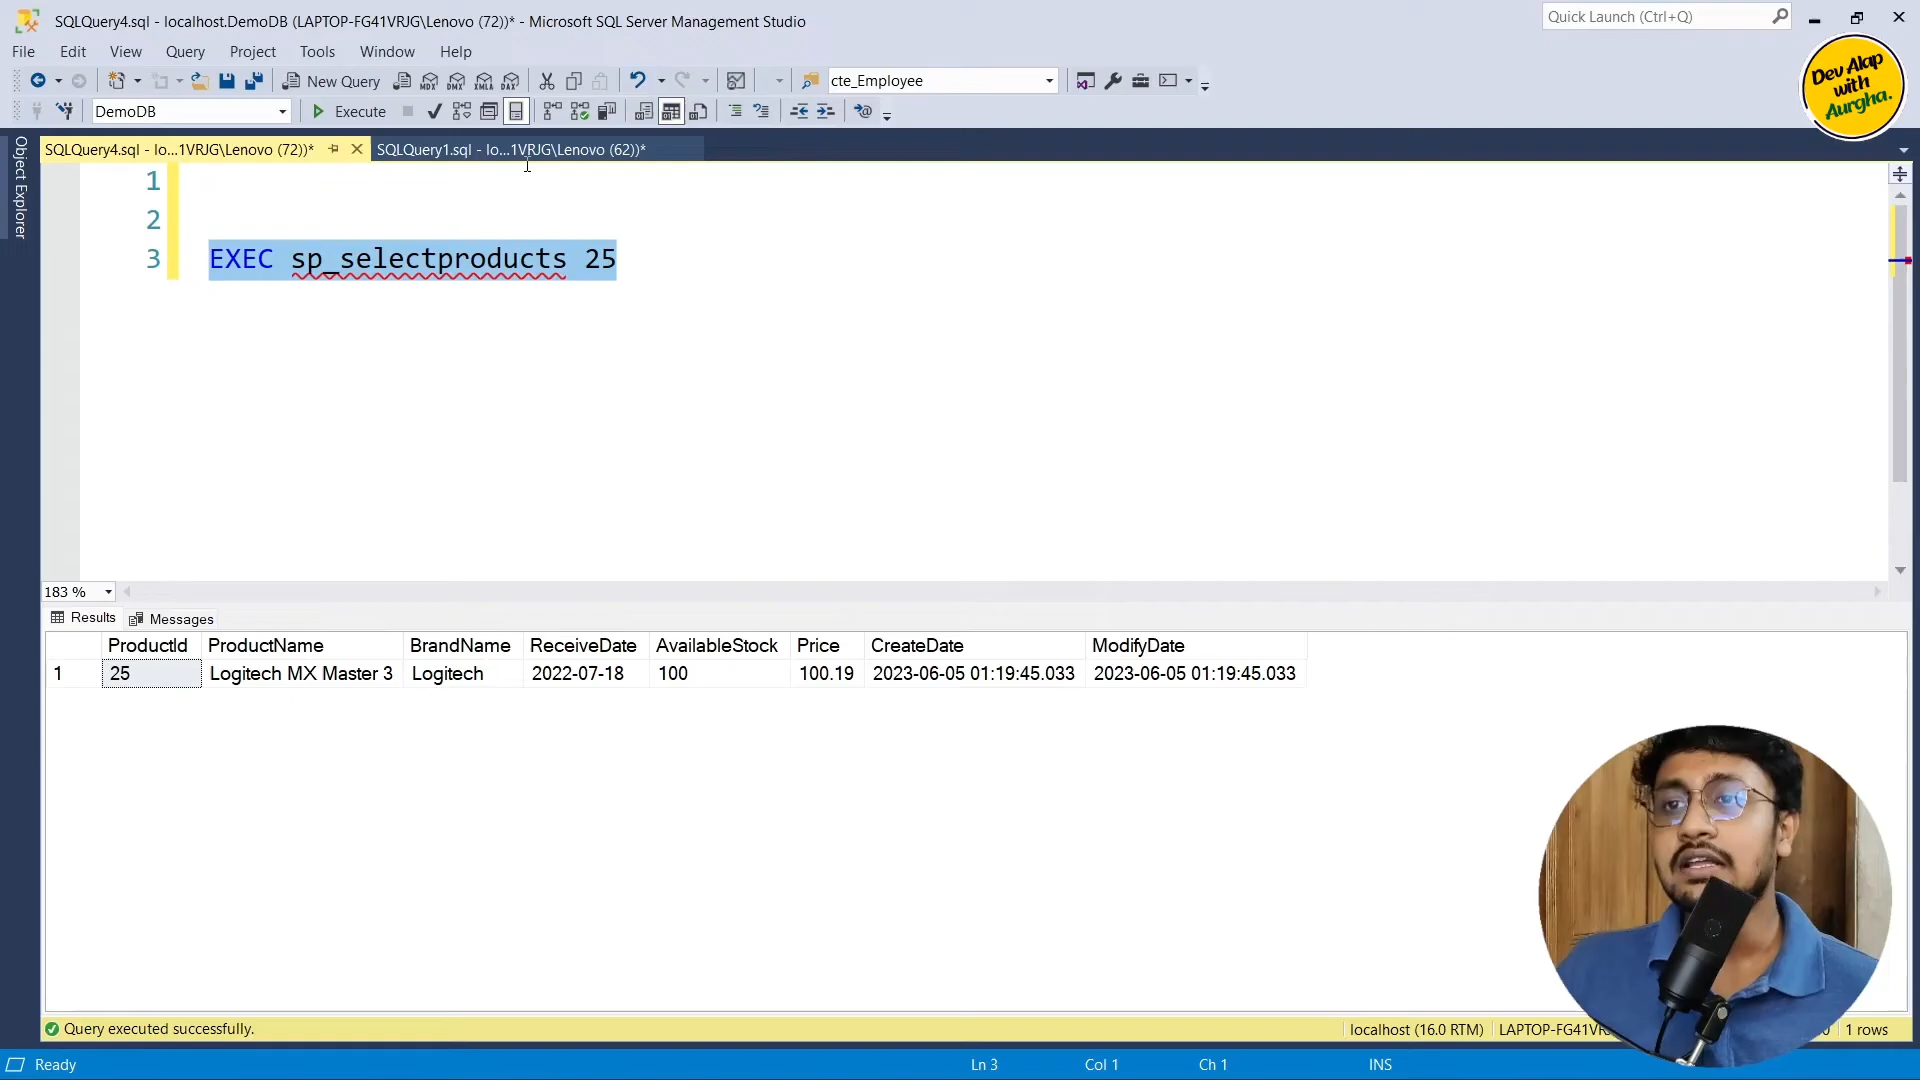 SQLQuery4.sql - localhost.DemoDB (LAPTOP-FG41VRJG\Lenovo (72))* - Microsoft SQL Server Management Studio
Quick Launch (Ctrl+Q)
File Edit View Query Project Tools Window Help
New Query
MDX DMX XMLA DAX
cte_Employee
DemoDB
Execute
Dev Alap
with
Aurgha.
SQLQuery4.sql - lo...1VRJG\Lenovo (72))*
SQLQuery1.sql - lo...1VRJG\Lenovo (62))*
Object Explorer
1
2
3 EXEC sp_selectproducts 25
183 %
Results Messages
ProductId ProductName BrandName ReceiveDate AvailableStock Price CreateDate ModifyDate
1 25 Logitech MX Master 3 Logitech 2022-07-18 100 100.19 2023-06-05 01:19:45.033 2023-06-05 01:19:45.033
Query executed successfully.
localhost (16.0 RTM) 1 rows
Ready Ln 3 Col 1 Ch 1 INS